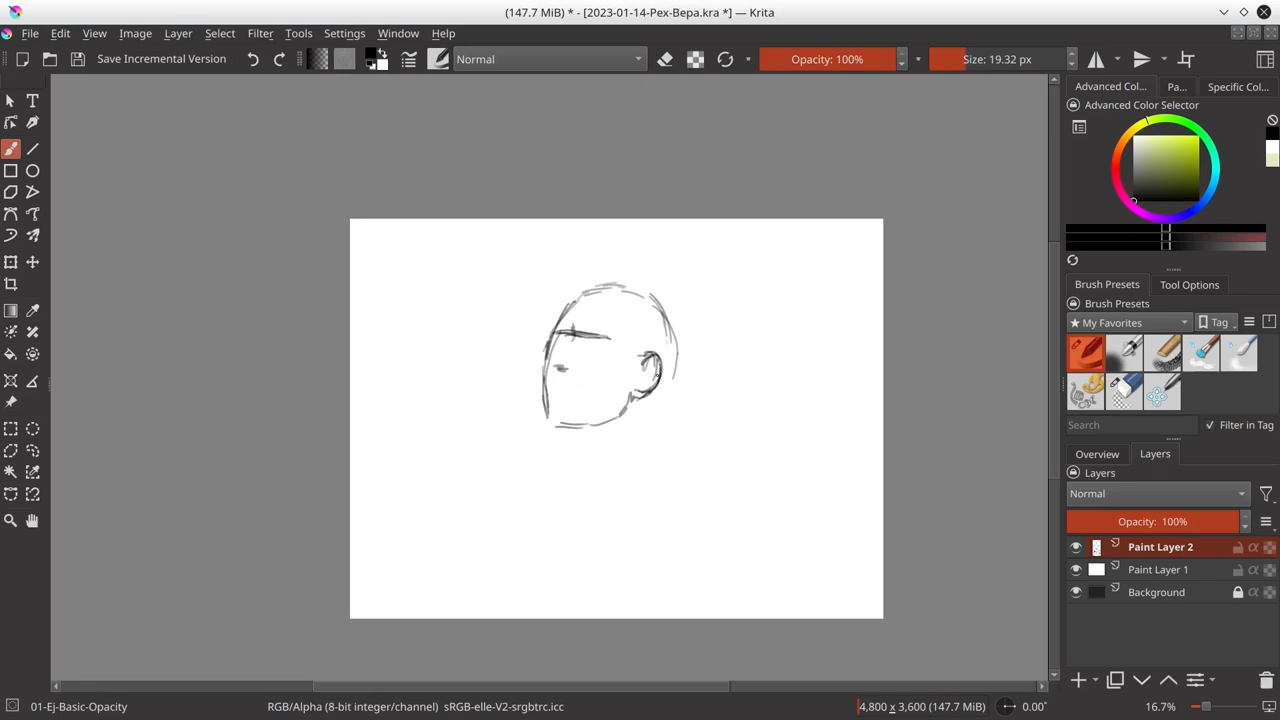 (147.7 MiB) * - [2023-01-14-Pex-Bepa.kra *] — Krita
File Edit View Image Layer Select Filter Tools Settings Window Help
Save Incremental Version Normal Opacity: 100% Size: 19.32 px
Advanced Col... Pa... Specific Col...
Advanced Color Selector
Brush Presets Tool Options
Brush Presets
★ My Favorites Tag
Search Filter in Tag
Overview Layers
Layers
Normal
Opacity: 100%
Paint Layer 2
Paint Layer 1
Background
01-Ej-Basic-Opacity RGB/Alpha (8-bit integer/channel) sRGB-elle-V2-srgbtrc.icc 4,800 x 3,600 (147.7 MiB) 0.00° 16.7%